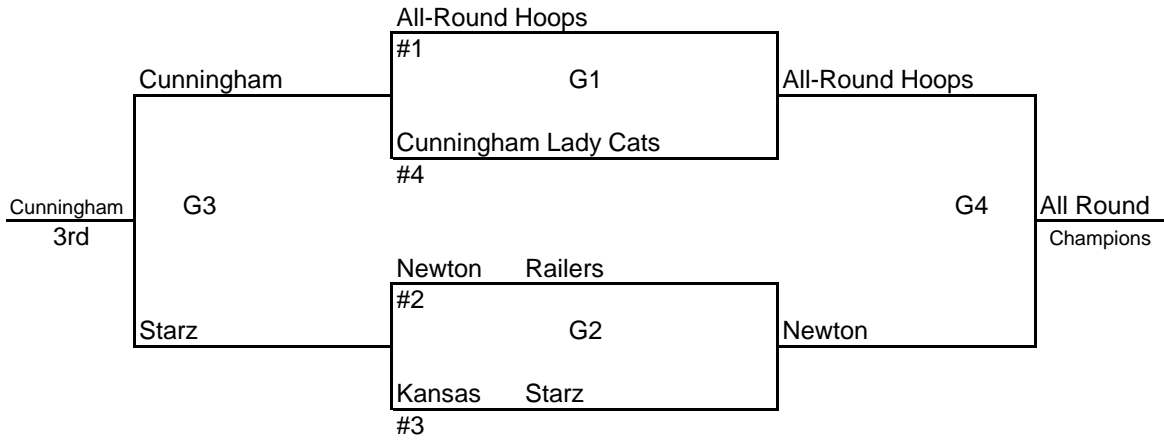 All-Round Hoops
#1
Cunningham
G1
All-Round Hoops
Cunningham Lady Cats
#4
Cunningham
G3
G4
All Round
3rd
Champions
Newton Railers
#2
Starz
G2
Newton
Kansas Starz
#3